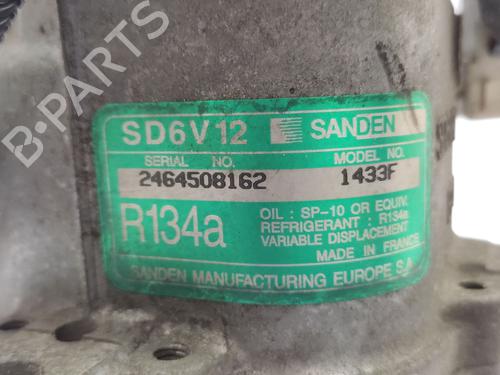 SD6V12 SANDEN
SERIAL NO. MODEL NO.
2464508162 1433F
R134a
OIL : SP-10 OR EQUIV.
REFRIGERANT : R134a
VARIABLE DISPLACEMENT
MADE IN FRANCE
SANDEN MANUFACTURING EUROPE S.A.
B-PARTS